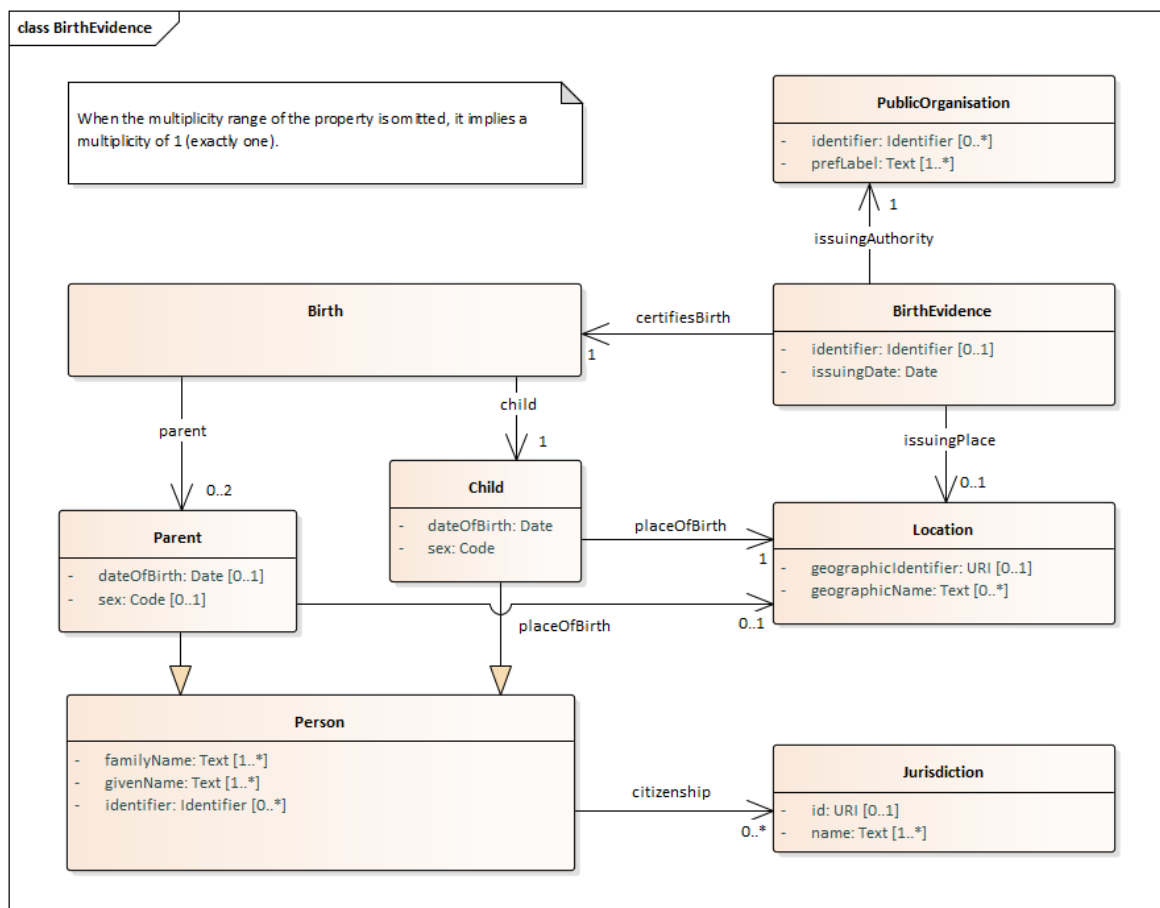 class BirthEvidence
When the multiplicity range of the property is omitted, it implies a
multiplicity of 1 (exactly one).
PublicOrganisation
- identifier: Identifier [0..*]
- prefLabel: Text [1..*]
1
issuingAuthority
Birth
certifiesBirth
1
BirthEvidence
- identifier: Identifier [0..1]
- issuingDate: Date
parent
0..2
child
1
issuingPlace
0..1
Parent
- dateOfBirth: Date [0..1]
- sex: Code [0..1]
Child
- dateOfBirth: Date
- sex: Code
placeOfBirth
1
Location
- geographicIdentifier: URI [0..1]
- geographicName: Text [0..*]
placeOfBirth
0..1
Person
- familyName: Text [1..*]
- givenName: Text [1..*]
- identifier: Identifier [0..*]
citizenship
0..*
Jurisdiction
- id: URI [0..1]
- name: Text [1..*]